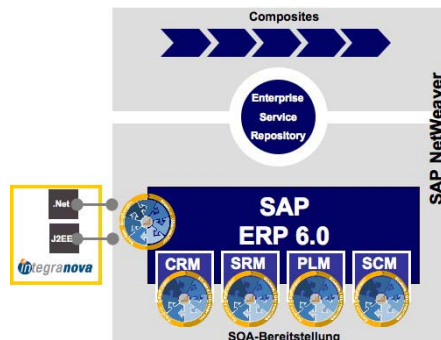 Composites
Enterprise
Service
Repository
SAP NetWeaver
.Net
J2EE
integranova
SAP
ERP 6.0
CRM
SRM
PLM
SCM
SOA-Bereitstellung